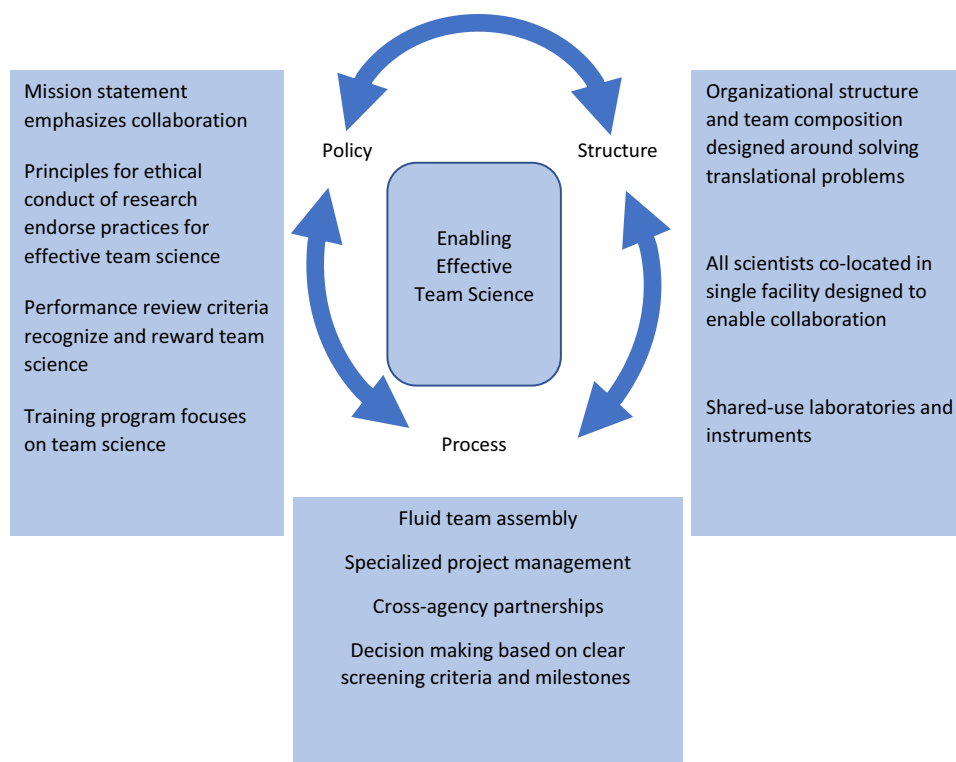 Policy
Structure
Process
Enabling
Effective
Team Science
Mission statement
emphasizes collaboration
Principles for ethical
conduct of research
endorse practices for
effective team science
Performance review criteria
recognize and reward team
science
Training program focuses
on team science
Organizational structure
and team composition
designed around solving
translational problems
All scientists co-located in
single facility designed to
enable collaboration
Shared-use laboratories and
instruments
Fluid team assembly
Specialized project management
Cross-agency partnerships
Decision making based on clear
screening criteria and milestones